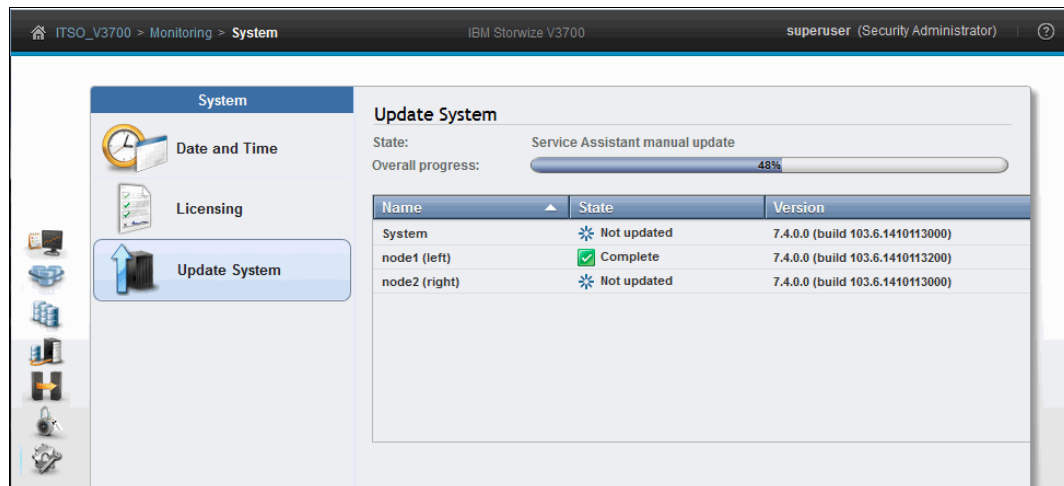 ITSO_V3700 > Monitoring > System
IBM Storwize V3700
superuser (Security Administrator)
?
System
Date and Time
Licensing
Update System
Update System
State: Service Assistant manual update
Overall progress: 48%
Name State Version
System Not updated 7.4.0.0 (build 103.6.1410113000)
node1 (left) Complete 7.4.0.0 (build 103.6.1410113200)
node2 (right) Not updated 7.4.0.0 (build 103.6.1410113000)